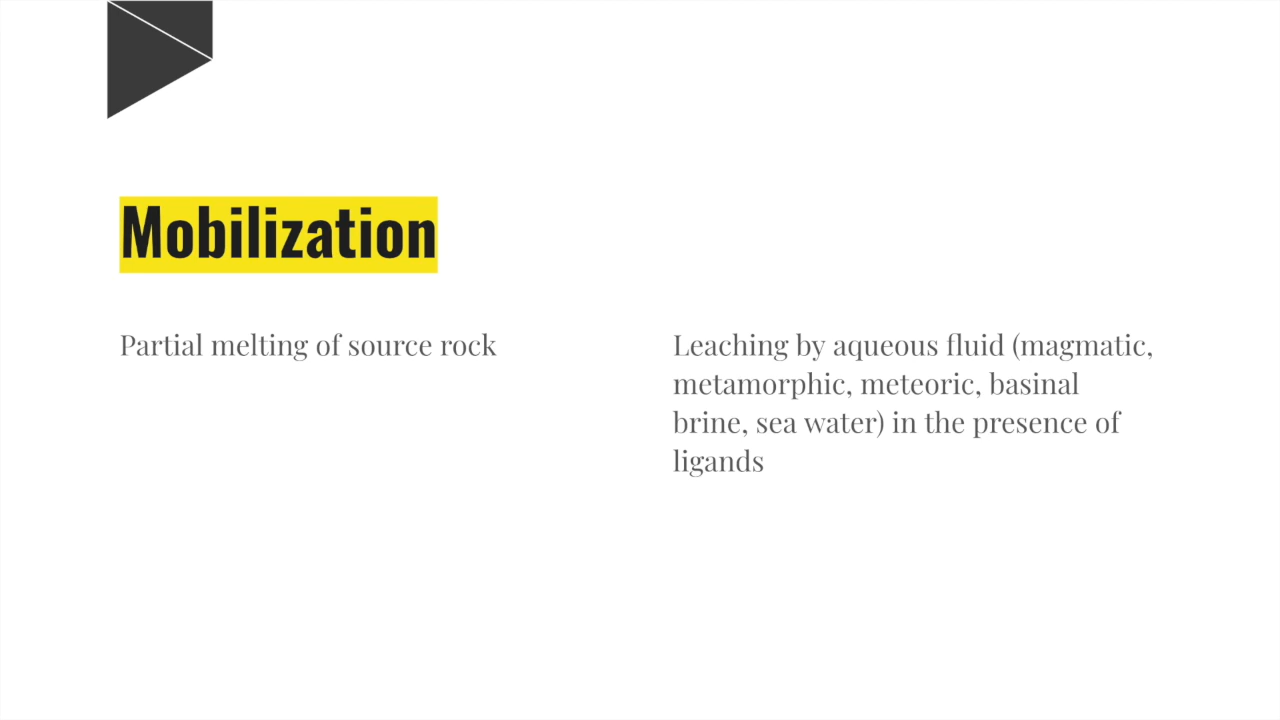 Mobilization
Partial melting of source rock
Leaching by aqueous fluid (magmatic,
metamorphic, meteoric, basinal
brine, sea water) in the presence of
ligands